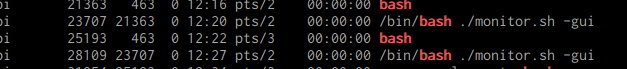 pi 21363 463 0 12:16 pts/2 00:00:00 bash
pi 23707 21363 0 12:20 pts/2 00:00:00 /bin/bash ./monitor.sh -gui
pi 25193 463 0 12:22 pts/3 00:00:00 bash
pi 28109 23707 0 12:27 pts/2 00:00:00 /bin/bash ./monitor.sh -gui